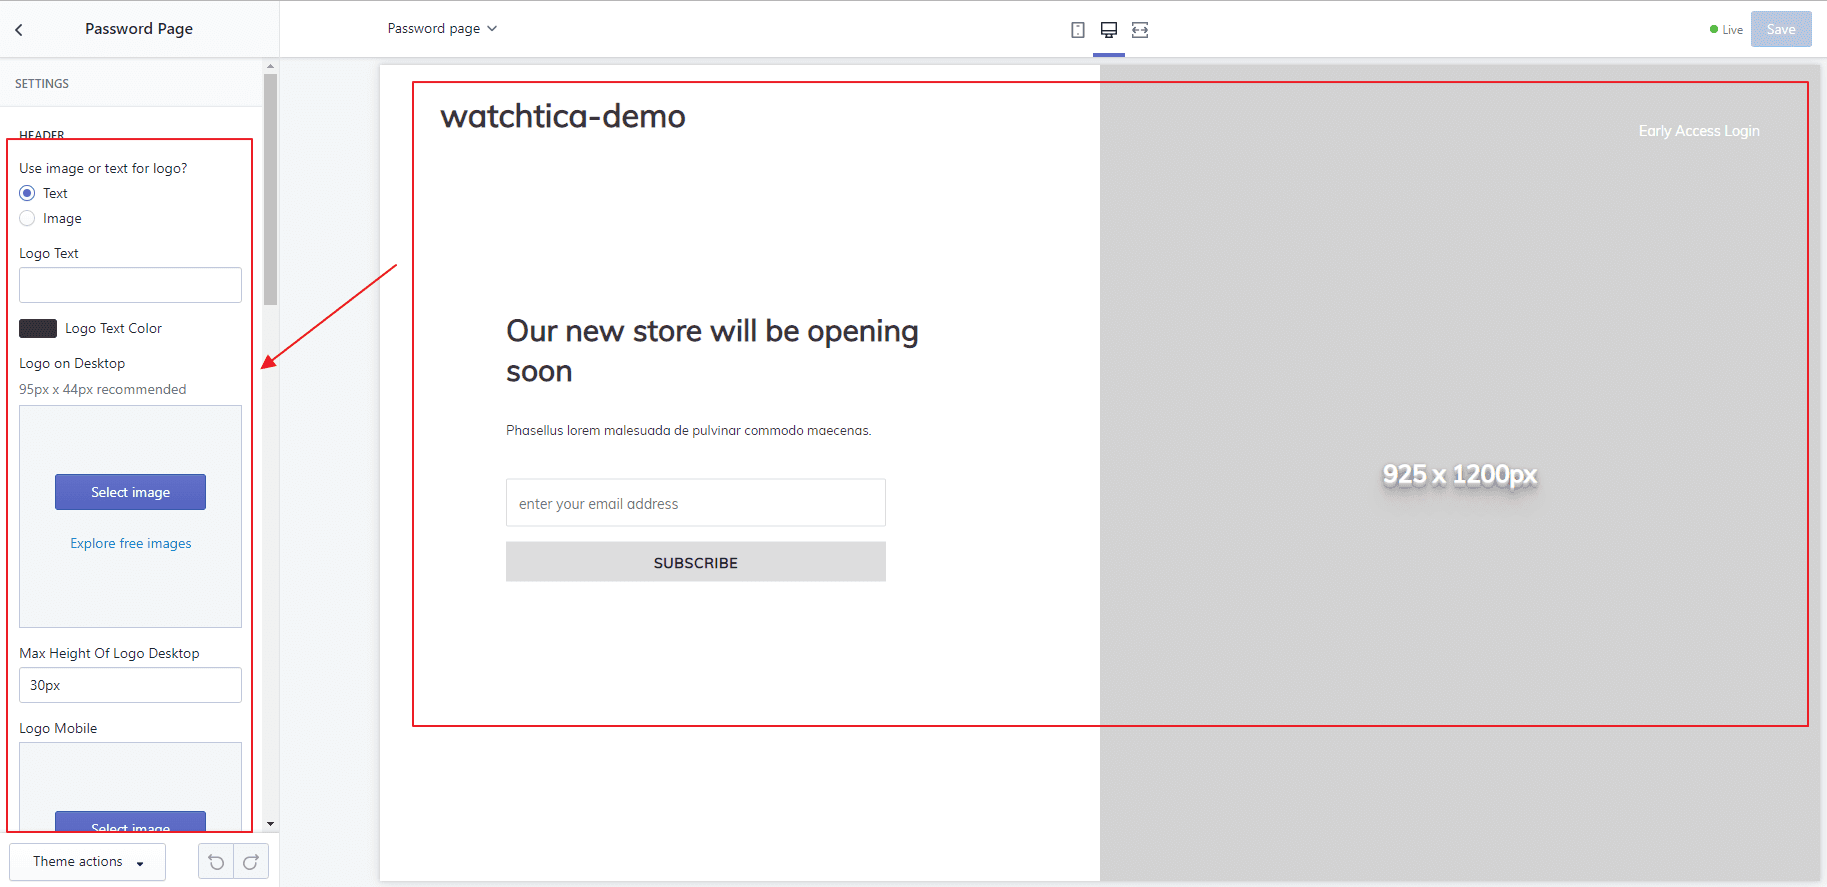 Password Page
Password page
Live
Save
SETTINGS
HEADER
Use image or text for logo?
Text
Image
Logo Text
Logo Text Color
Logo on Desktop
95px x 44px recommended
Select image
Explore free images
Max Height Of Logo Desktop
30px
Logo Mobile
Select image
Theme actions
watchtica-demo
Early Access Login
Our new store will be opening
soon
Phasellus lorem malesuada de pulvinar commodo maecenas.
enter your email address
SUBSCRIBE
925 x 1200px